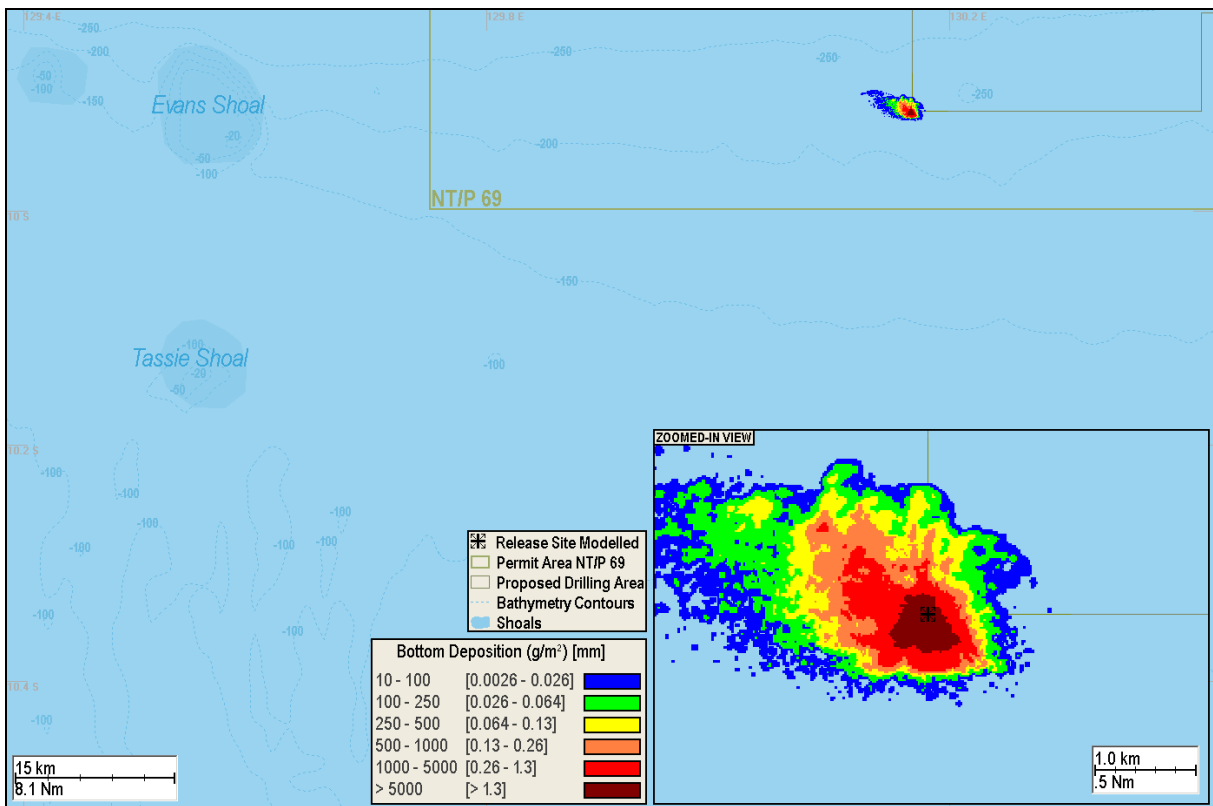 129.4 E
129.8 E
130.2 E
-250
-200
-250
-250
-50
-100
-150
Evans Shoal
-250
-20
-50
-100
-200
NT/P 69
10 S
-150
-100
Tassie Shoal
-20
-50
-100
10.2 S
-100
-100
-100
-100
-100
-100
-100
-100
10.4 S
-100
ZOOMED-IN VIEW
Release Site Modelled
Permit Area NT/P 69
Proposed Drilling Area
Bathymetry Contours
Shoals
Bottom Deposition (g/m²) [mm]
10 - 100 [0.0026 - 0.026]
100 - 250 [0.026 - 0.064]
250 - 500 [0.064 - 0.13]
500 - 1000 [0.13 - 0.26]
1000 - 5000 [0.26 - 1.3]
> 5000 [> 1.3]
15 km
8.1 Nm
1.0 km
.5 Nm